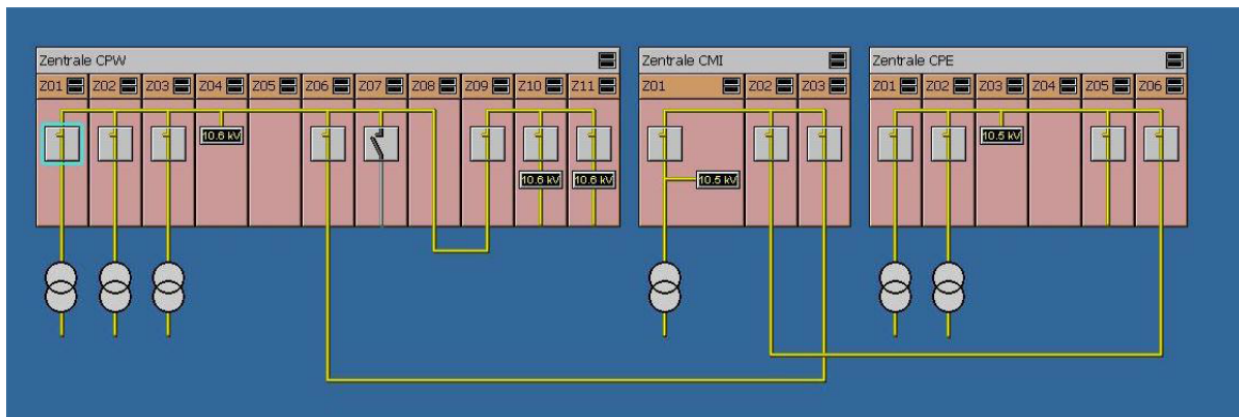 Zentrale CPW
Zentrale CMI
Zentrale CPE
Z01 Z02 Z03 Z04 Z05 Z06 Z07 Z08 Z09 Z10 Z11
Z01 Z02 Z03
Z01 Z02 Z03 Z04 Z05 Z06
10.6 kV
10.5 kV
10.6 kV 10.6 kV
10.5 kV